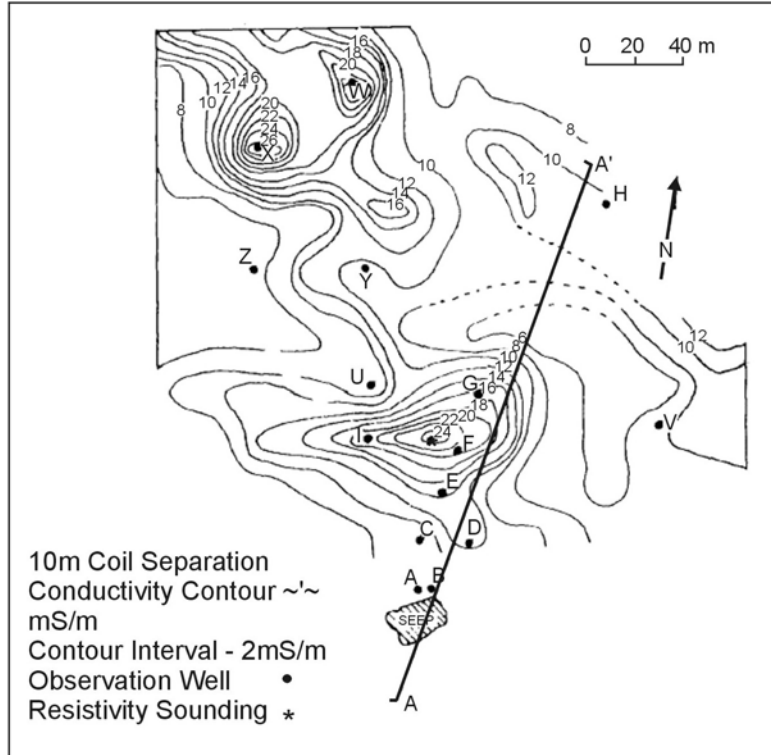 16
18
20
W
0 20 40 m
8
10
12
14
16
20
22
24
26
X
8
10
12
10
12
14
16
A'
H
N
Z
Y
6
8
10
12
14
16
G
18
20
22
24
12
10
U
I
F
V
E
C
D
A
B
SEEP
A
10m Coil Separation
Conductivity Contour ~'~
mS/m
Contour Interval - 2mS/m
Observation Well •
Resistivity Sounding *